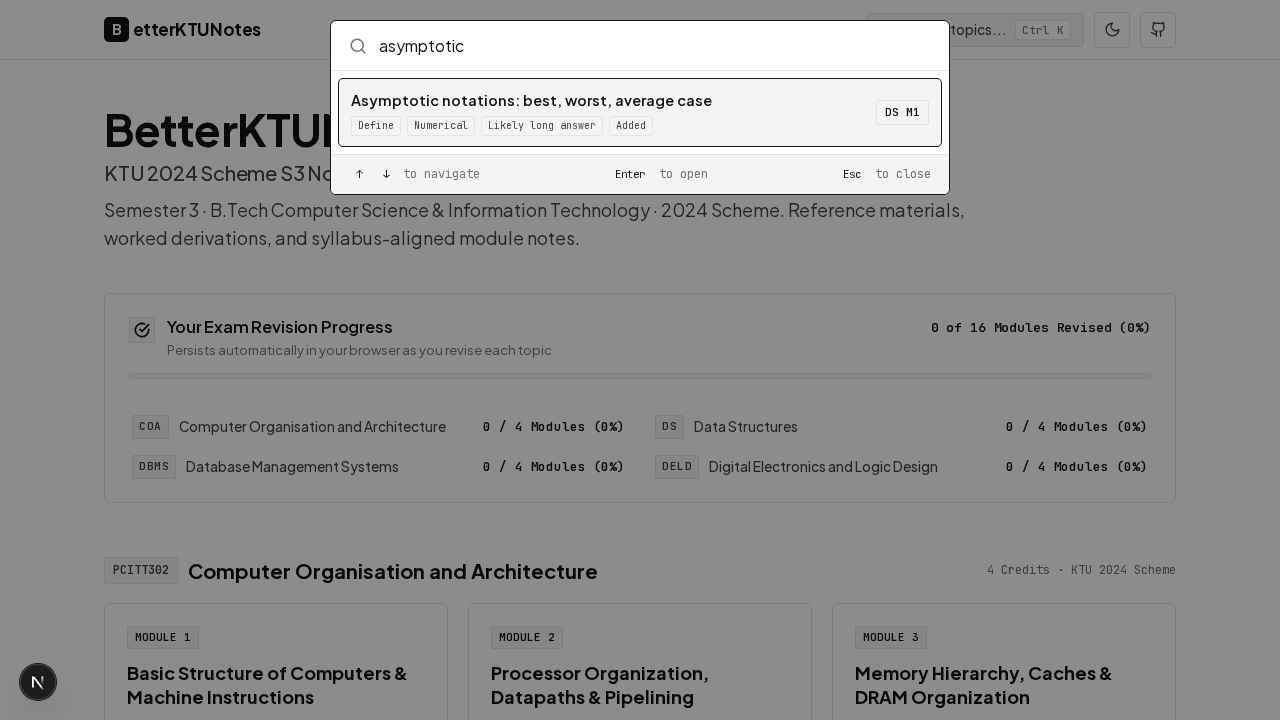 B etterKTUNotes
topics... Ctrl K
asymptotic
Asymptotic notations: best, worst, average case
Define Numerical Likely long answer Added
DS M1
↑ ↓ to navigate Enter to open Esc to close
BetterKTU
KTU 2024 Scheme S3 No
Semester 3 · B.Tech Computer Science & Information Technology · 2024 Scheme. Reference materials,
worked derivations, and syllabus-aligned module notes.
Your Exam Revision Progress
0 of 16 Modules Revised (0%)
Persists automatically in your browser as you revise each topic
COA Computer Organisation and Architecture 0 / 4 Modules (0%)
DS Data Structures 0 / 4 Modules (0%)
DBMS Database Management Systems 0 / 4 Modules (0%)
DELD Digital Electronics and Logic Design 0 / 4 Modules (0%)
PCITT302 Computer Organisation and Architecture
4 Credits · KTU 2024 Scheme
MODULE 1
Basic Structure of Computers &
Machine Instructions
MODULE 2
Processor Organization,
Datapaths & Pipelining
MODULE 3
Memory Hierarchy, Caches &
DRAM Organization
N